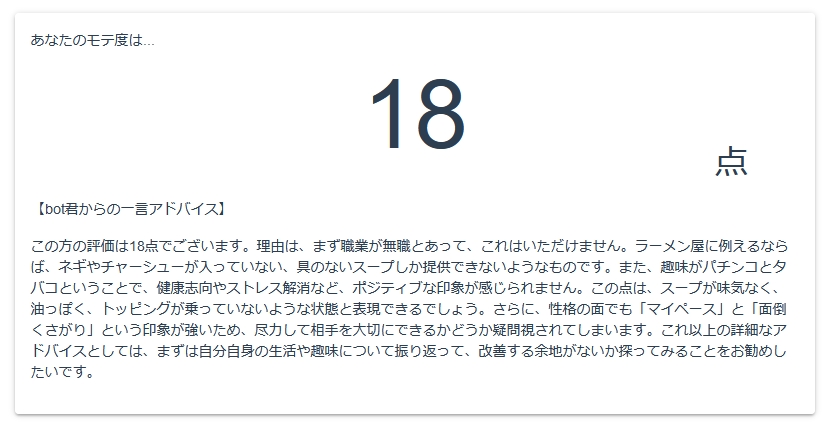 あなたのモテ度は...
18
点
【bot君からの一言アドバイス】
この方の評価は18点でございます。理由は、まず職業が無職とあって、これはいただけません。ラーメン屋に例えるなら
ば、ネギやチャーシューが入っていない、具のないスープしか提供できないようなものです。また、趣味がパチンコとタ
バコということで、健康志向やストレス解消など、ポジティブな印象が感じられません。この点は、スープが味気なく、
油っぽく、トッピングが乗っていないような状態と表現できるでしょう。さらに、性格の面でも「マイペース」と「面倒
くさがり」という印象が強いため、尽力して相手を大切にできるかどうか疑問視されてしまいます。これ以上の詳細なア
ドバイスとしては、まずは自分自身の生活や趣味について振り返って、改善する余地がないか探ってみることをお勧めし
たいです。